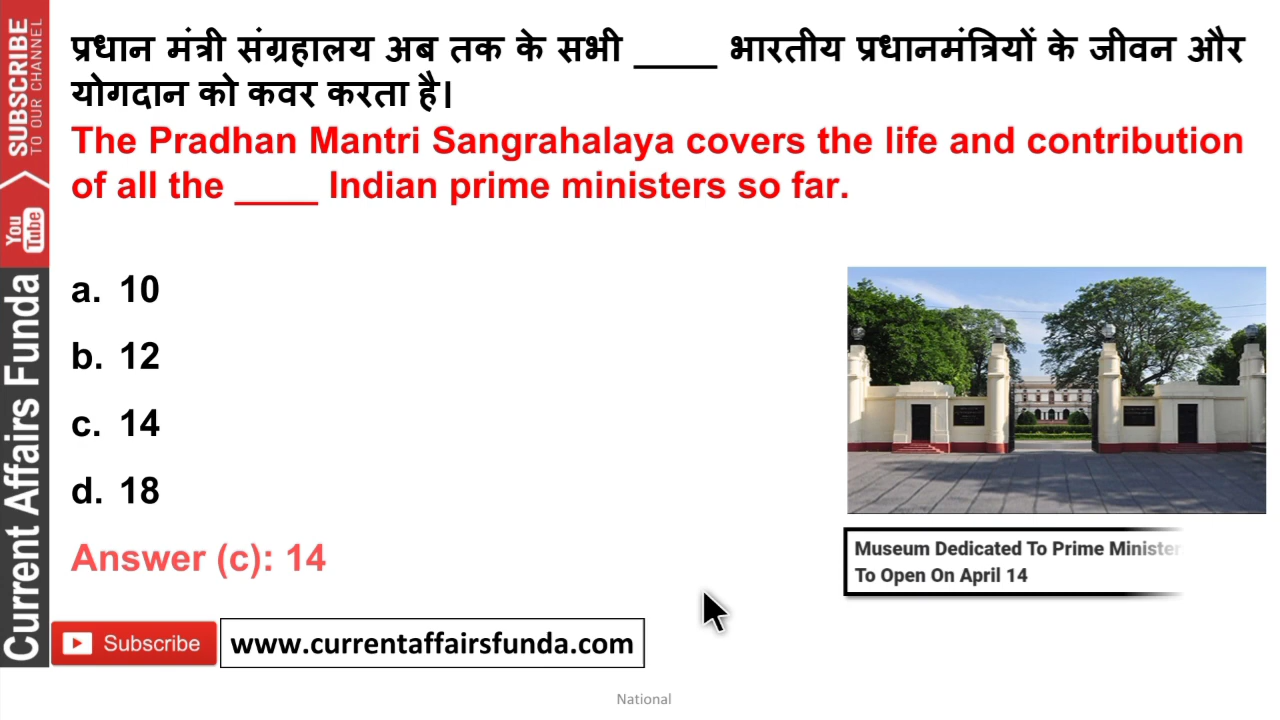 SUBSCRIBE
TO OUR CHANNEL
You
Tube
Current Affairs Funda
प्रधान मंत्री संग्रहालय अब तक के सभी ____ भारतीय प्रधानमंत्रियों के जीवन और
योगदान को कवर करता है।
The Pradhan Mantri Sangrahalaya covers the life and contribution
of all the ____ Indian prime ministers so far.
a. 10
b. 12
c. 14
d. 18
Answer (c): 14
Museum Dedicated To Prime Minister
To Open On April 14
Subscribe
www.currentaffairsfunda.com
National